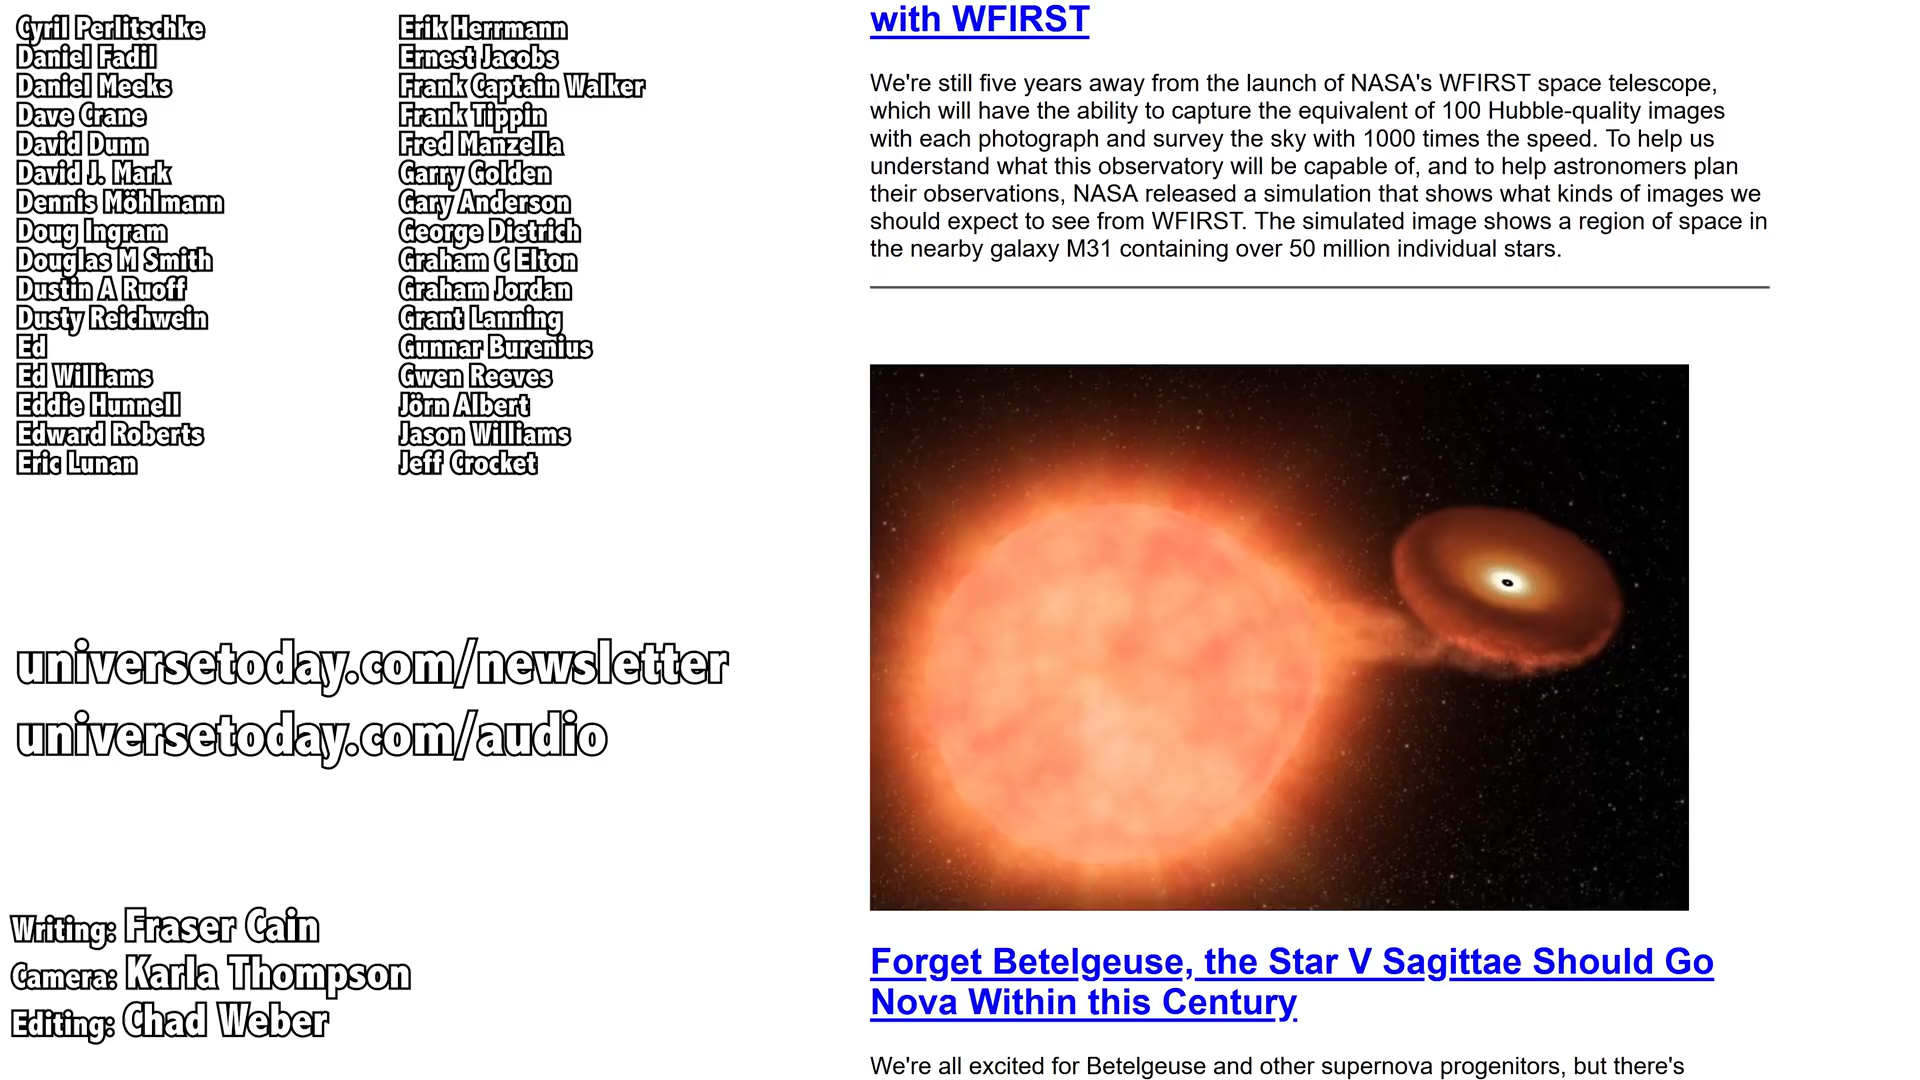 Cyril Perlitschke
Daniel Fadil
Daniel Meeks
Dave Crane
David Dunn
David J. Mark
Dennis Möhlmann
Doug Ingram
Douglas M Smith
Dustin A Ruoff
Dusty Reichwein
Ed
Ed Williams
Eddie Hunnell
Edward Roberts
Eric Lunan
Erik Herrmann
Ernest Jacobs
Frank Captain Walker
Frank Tippin
Fred Manzella
Garry Golden
Gary Anderson
George Dietrich
Graham C Elton
Graham Jordan
Grant Lanning
Gunnar Burenius
Gwen Reeves
Jörn Albert
Jason Williams
Jeff Crocket
universetoday.com/newsletter
universetoday.com/audio
Writing: Fraser Cain
Camera: Karla Thompson
Editing: Chad Weber
with WFIRST
We're still five years away from the launch of NASA's WFIRST space telescope,
which will have the ability to capture the equivalent of 100 Hubble-quality images
with each photograph and survey the sky with 1000 times the speed. To help us
understand what this observatory will be capable of, and to help astronomers plan
their observations, NASA released a simulation that shows what kinds of images we
should expect to see from WFIRST. The simulated image shows a region of space in
the nearby galaxy M31 containing over 50 million individual stars.
Forget Betelgeuse, the Star V Sagittae Should Go
Nova Within this Century
We're all excited for Betelgeuse and other supernova progenitors, but there's